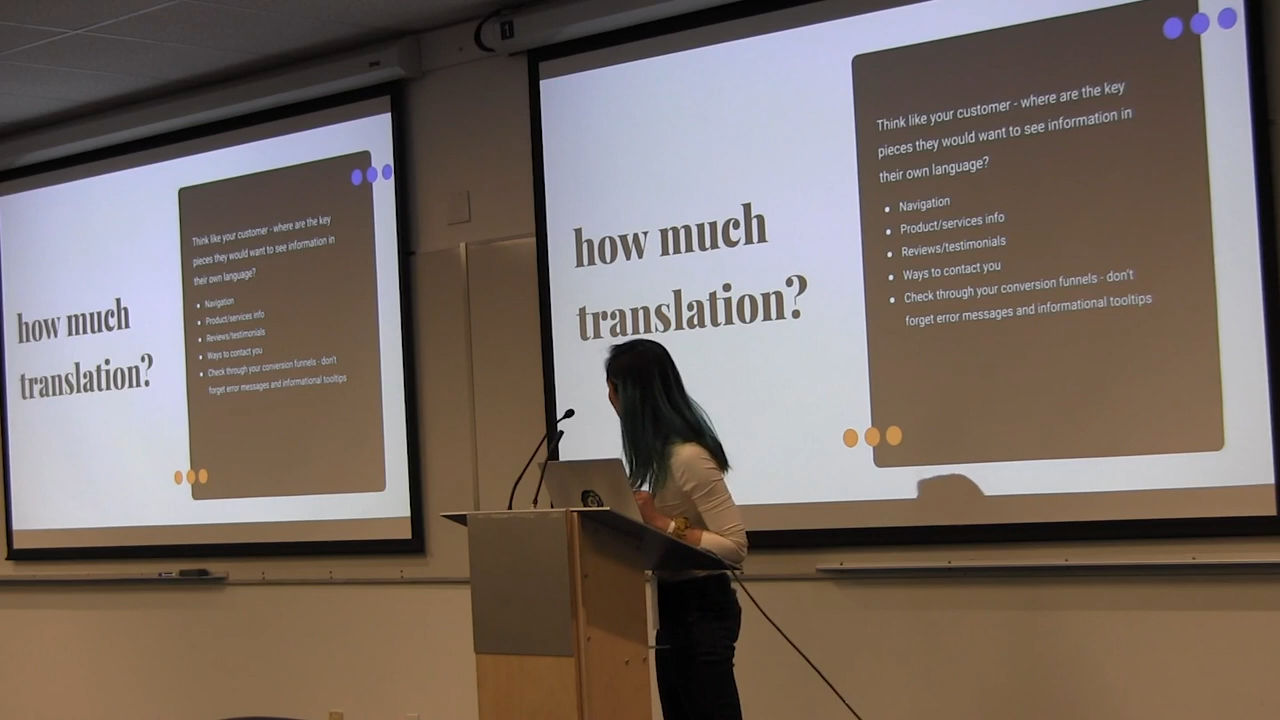 how much
translation?
Think like your customer - where are the key
pieces they would want to see information in
their own language?
• Navigation
• Product/services info
• Reviews/testimonials
• Ways to contact you
• Check through your conversion funnels - don't
forget error messages and informational tooltips
1
how much
translation?
Think like your customer - where are the key
pieces they would want to see information in
their own language?
• Navigation
• Product/services info
• Reviews/testimonials
• Ways to contact you
• Check through your conversion funnels - don't
forget error messages and informational tooltips